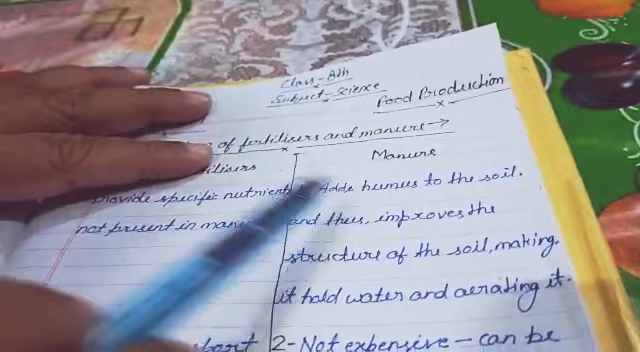 Class-8th
Subject-Science
Food Production
of fertilisers and manure→
Manure
Provide specific nutrients
not present in
Adds humus to the soil.
and thus, improves the
structure of the soil, making
it hold water and aerating it.
2- Not expensive - can be